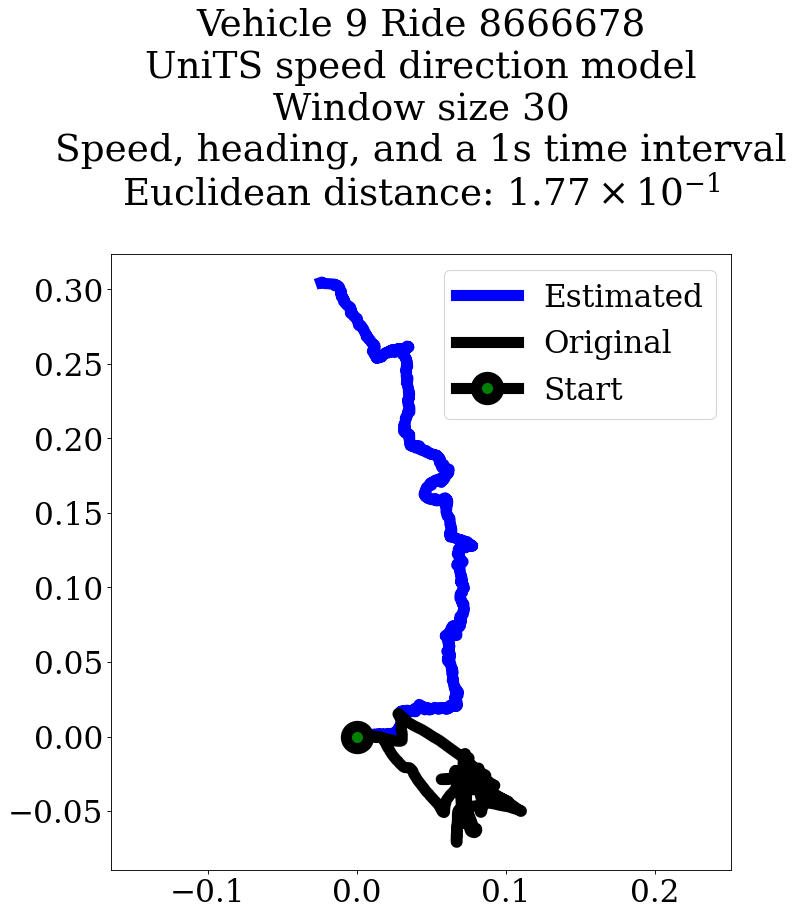 Vehicle 9 Ride 8666678
UniTS speed direction model
Window size 30
Speed, heading, and a 1s time interval
Euclidean distance: 1.77 × 10⁻¹
Estimated
Original
Start
0.30
0.25
0.20
0.15
0.10
0.05
0.00
−0.05
−0.1
0.0
0.1
0.2